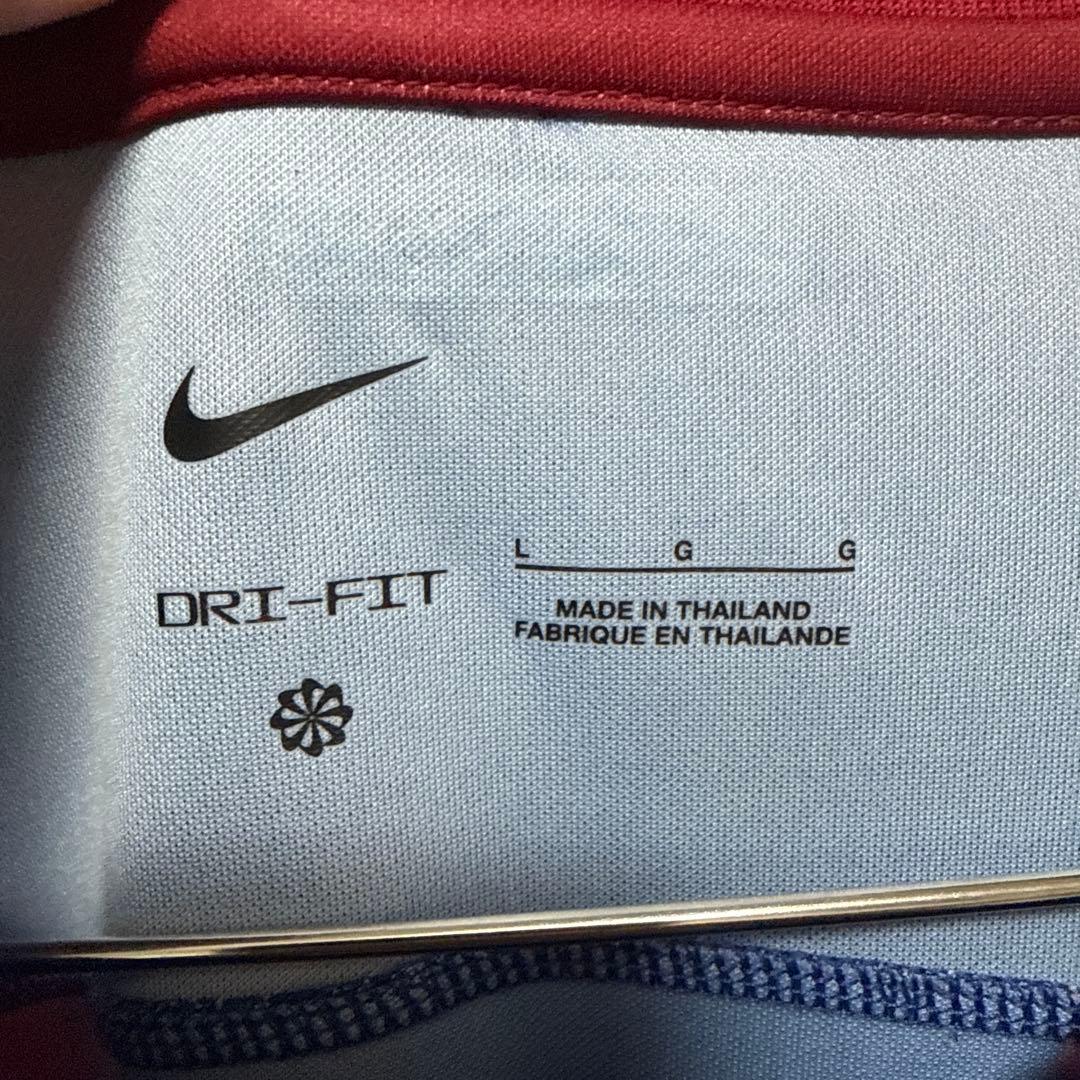 DRI-FIT
L G G
MADE IN THAILAND
FABRIQUE EN THAILANDE